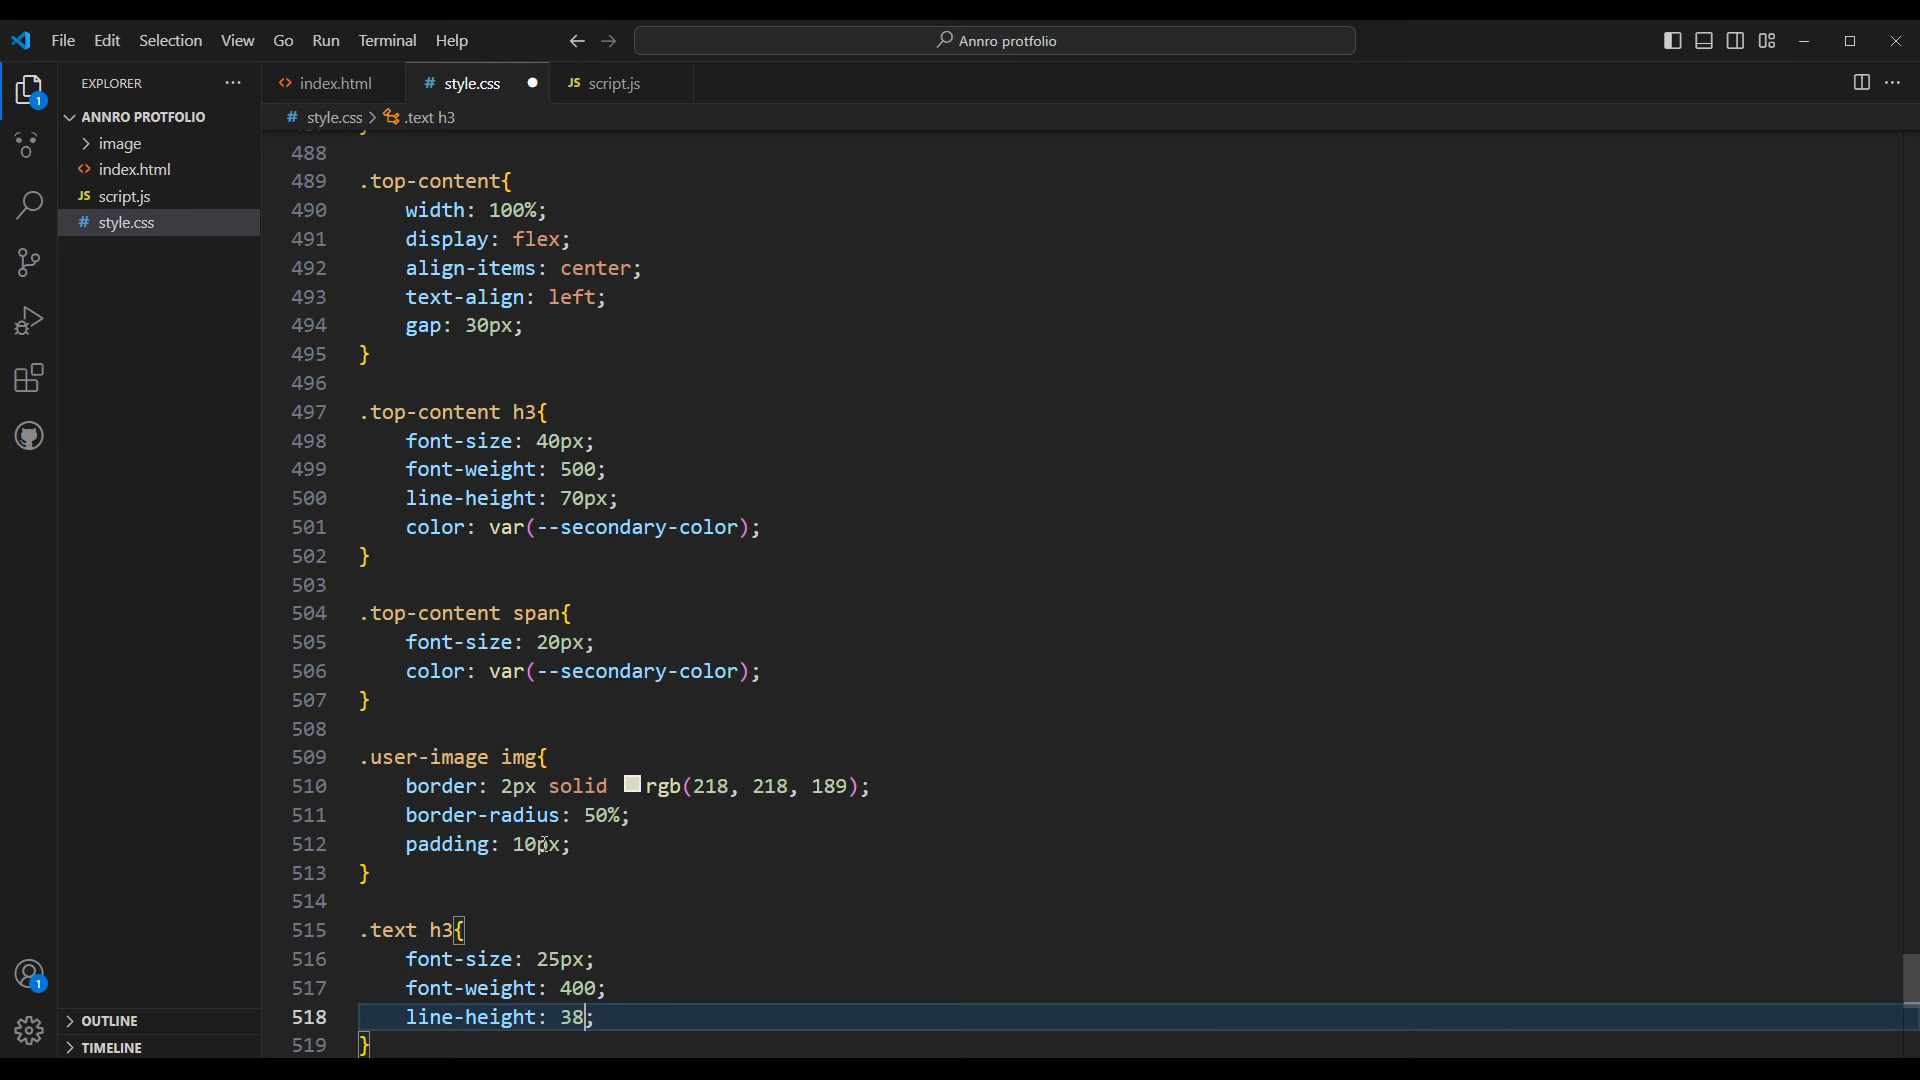 File Edit Selection View Go Run Terminal Help
Annro protfolio
EXPLORER
index.html
style.css
script.js
1
ANNRO PROTFOLIO
style.css > .text h3
image
index.html
script.js
style.css
488
489 .top-content{
490 width: 100%;
491 display: flex;
492 align-items: center;
493 text-align: left;
494 gap: 30px;
495 }
496
497 .top-content h3{
498 font-size: 40px;
499 font-weight: 500;
500 line-height: 70px;
501 color: var(--secondary-color);
502 }
503
504 .top-content span{
505 font-size: 20px;
506 color: var(--secondary-color);
507 }
508
509 .user-image img{
510 border: 2px solid rgb(218, 218, 189);
511 border-radius: 50%;
512 padding: 10px;
513 }
514
515 .text h3{
516 font-size: 25px;
517 font-weight: 400;
518 line-height: 38;
519 }
1
OUTLINE
TIMELINE